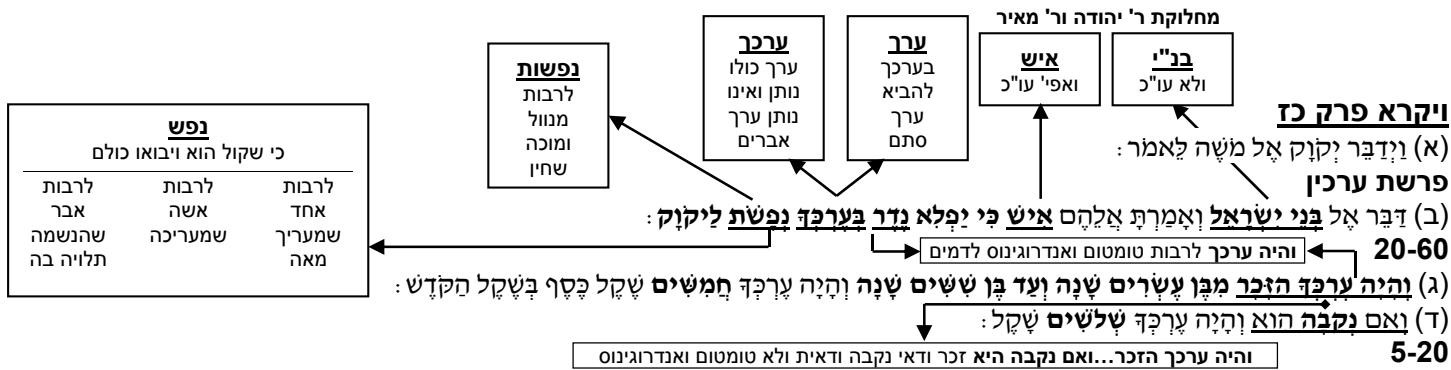 מחלוקת ר' יהודה ור' מאיר
בנ"י
ולא עו"כ
איש
ואפי' עו"כ
ערך
בערכך
להביא
ערך
סתם
ערכך
ערך כולו
נותן ואינו
נותן ערך
אברים
נפשות
לרבות
מנוול
ומוכה
שחין
נפש
כי שקול הוא ויבואו כולם
לרבות
אחד
שמעריך
מאה
לרבות
אשה
שמעריכה
לרבות
אבר
שהנשמה
תלויה בה
ויקרא פרק כז
(א) וַיְדַבֵּר יְקֹוָק אֶל מֹשֶׁה לֵּאמֹר:
פרשת ערכין
(ב) דַּבֵּר אֶל בְּנֵי יִשְׂרָאֵל וְאָמַרְתָּ אֲלֵהֶם אִישׁ כִּי יַפְלִא נֶדֶר בְּעֶרְכְּךָ נְפָשֹׁת לַיקֹוָק:
20-60
והיה ערכך לרבות טומטום ואנדרוגינוס לדמים
(ג) וְהָיָה עֶרְכְּךָ הַזָּכָר מִבֶּן עֶשְׂרִים שָׁנָה וְעַד בֶּן שִׁשִּׁים שָׁנָה וְהָיָה עֶרְכְּךָ חֲמִשִּׁים שֶׁקֶל כֶּסֶף בְּשֶׁקֶל הַקֹּדֶשׁ:
(ד) וְאִם נְקֵבָה הִוא וְהָיָה עֶרְכְּךָ שְׁלֹשִׁים שָׁקֶל:
5-20
והיה ערכך הזכר...ואם נקבה היא זכר ודאי נקבה ודאית ולא טומטום ואנדרוגינוס